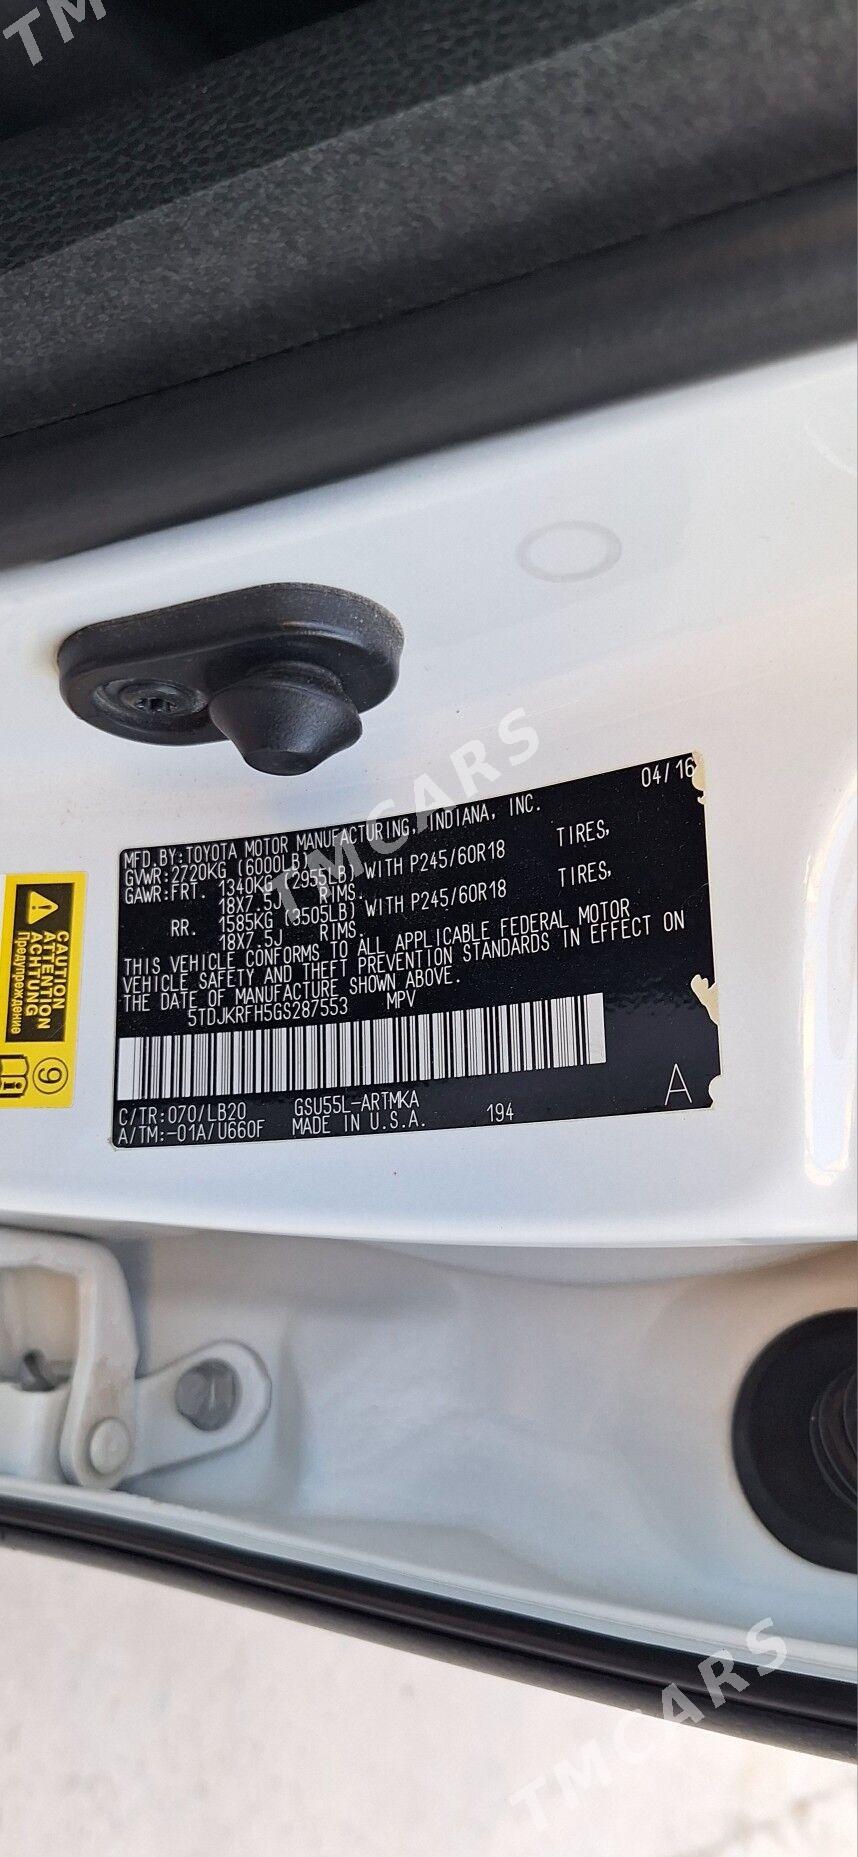 TM
04/16
MFD.BY:TOYOTA MOTOR MANUFACTURING, INDIANA, INC.
GVWR:2720KG (6000LB)
GAWR:FRT. 1340KG (2955LB) WITH P245/60R18 TIRES,
18X7.5J RIMS.
RR. 1585KG (3505LB) WITH P245/60R18 TIRES,
18X7.5J RIMS.
THIS VEHICLE CONFORMS TO ALL APPLICABLE FEDERAL MOTOR
VEHICLE SAFETY AND THEFT PREVENTION STANDARDS IN EFFECT ON
THE DATE OF MANUFACTURE SHOWN ABOVE.
5TDJKRFH5GS287553 MPV
A
C/TR:070/LB20 GSU55L-ARTMKA
A/TM:-01A/U660F MADE IN U.S.A. 194
CAUTION
ATTENTION
ACHTUNG
Предупреждение
9
TMCARS
TMCARS